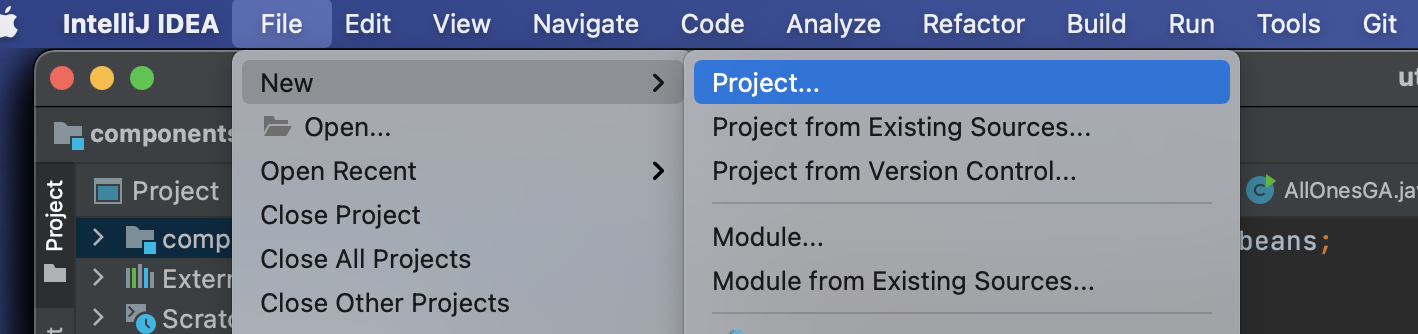 IntelliJ IDEA File Edit View Navigate Code Analyze Refactor Build Run Tools Git
New
Open...
Open Recent
Close Project
Close All Projects
Close Other Projects
Project...
Project from Existing Sources...
Project from Version Control...
Module...
Module from Existing Sources...
components
Project
Project
comp
Extern
Scratc
AllOnesGA.jav
beans;